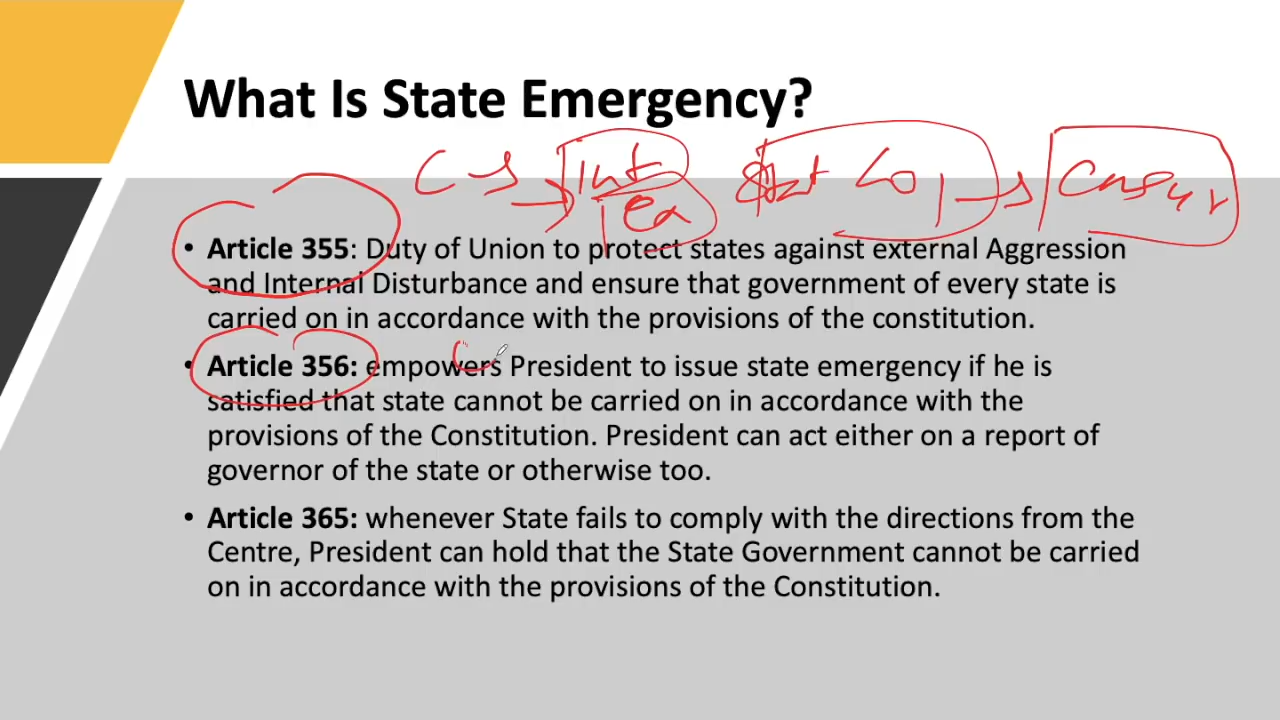 What Is State Emergency?
C → Int
ex
• Article 355: Duty of Union to protect states against external Aggression
and Internal Disturbance and ensure that government of every state is
carried on in accordance with the provisions of the constitution.
• Article 356: empowers President to issue state emergency if he is
satisfied that state cannot be carried on in accordance with the
provisions of the Constitution. President can act either on a report of
governor of the state or otherwise too.
• Article 365: whenever State fails to comply with the directions from the
Centre, President can hold that the State Government cannot be carried
on in accordance with the provisions of the Constitution.